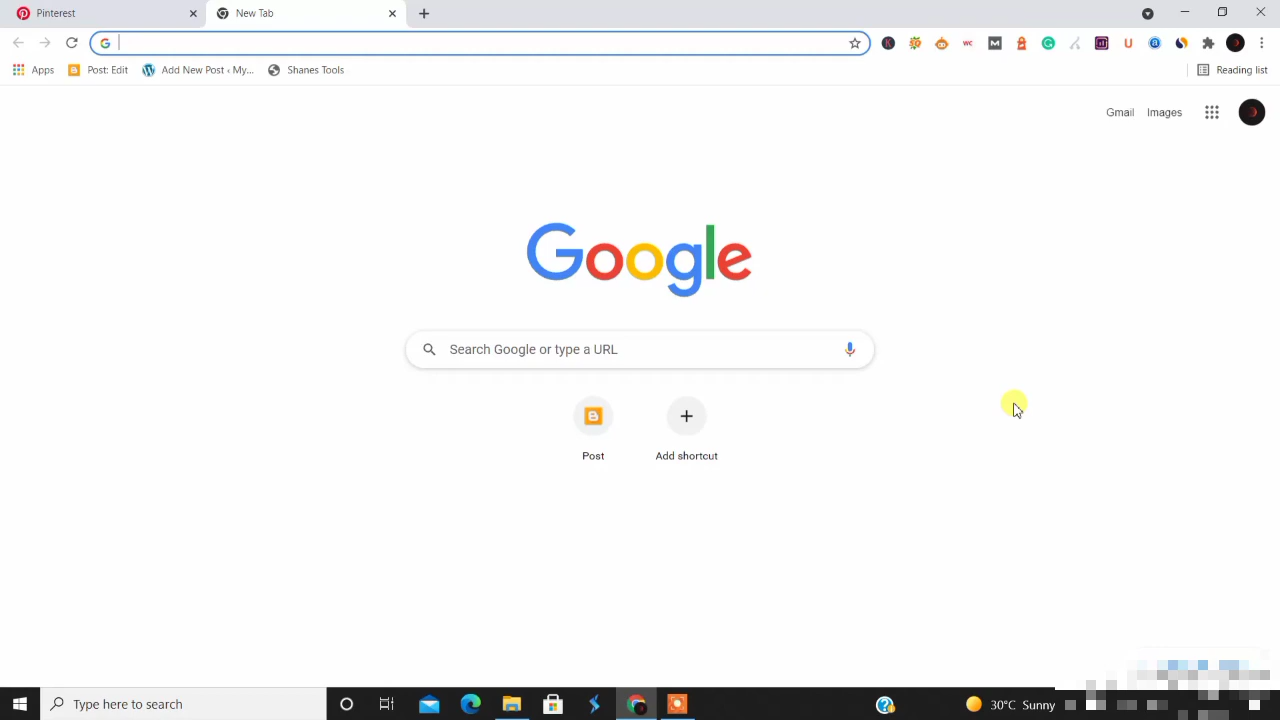 Pinterest
New Tab
Apps
Post: Edit
Add New Post ‹ My...
Shanes Tools
Reading list
Gmail
Images
Google
Search Google or type a URL
Post
Add shortcut
Type here to search
30°C Sunny